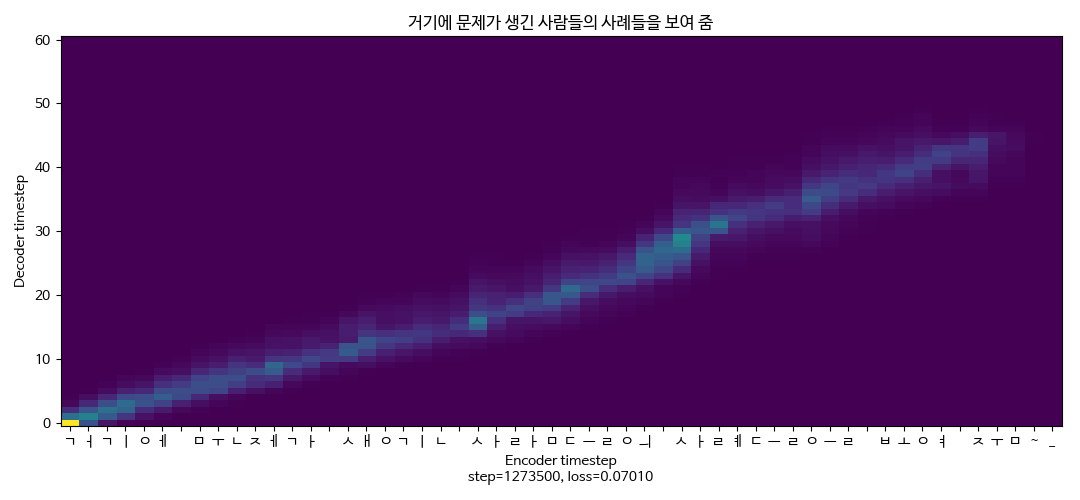 거기에 문제가 생긴 사람들의 사례들을 보여 줌
60
50
40
30
20
10
0
Decoder timestep
ㄱ ㅓ ㄱ ㅣ ㅇ ㅔ ㅁ ㅜ ㄴ ㅈ ㅔ ㄱ ㅏ ㅅ ㅐ ㅇ ㄱ ㅣ ㄴ ㅅ ㅏ ㄹ ㅏ ㅁ ㄷ ㅡ ㄹ ㅇ ㅢ ㅅ ㅏ ㄹ ㅖ ㄷ ㅡ ㄹ ㅇ ㅡ ㄹ ㅂ ㅗ ㅇ ㅕ ㅈ ㅜ ㅁ ~ _
Encoder timestep
step=1273500, loss=0.07010